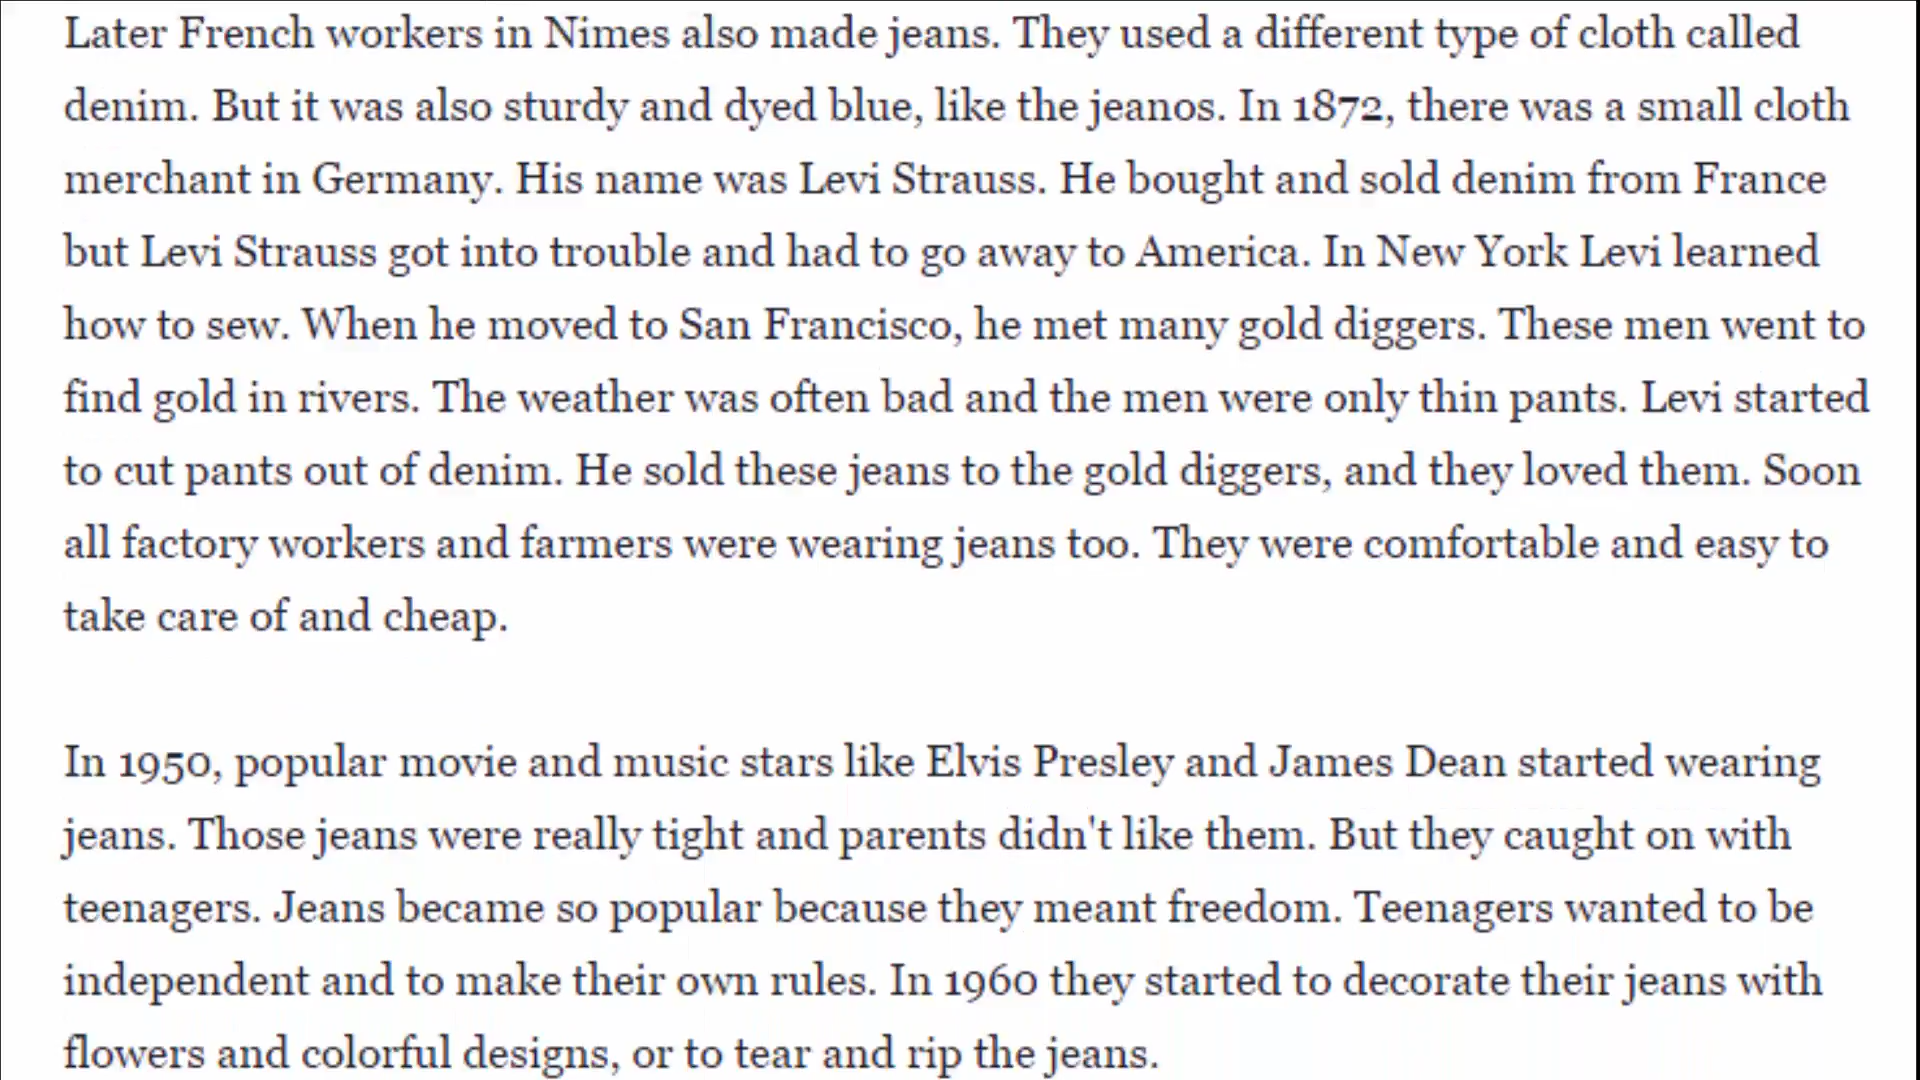 Later French workers in Nimes also made jeans. They used a different type of cloth called
denim. But it was also sturdy and dyed blue, like the jeanos. In 1872, there was a small cloth
merchant in Germany. His name was Levi Strauss. He bought and sold denim from France
but Levi Strauss got into trouble and had to go away to America. In New York Levi learned
how to sew. When he moved to San Francisco, he met many gold diggers. These men went to
find gold in rivers. The weather was often bad and the men were only thin pants. Levi started
to cut pants out of denim. He sold these jeans to the gold diggers, and they loved them. Soon
all factory workers and farmers were wearing jeans too. They were comfortable and easy to
take care of and cheap.
In 1950, popular movie and music stars like Elvis Presley and James Dean started wearing
jeans. Those jeans were really tight and parents didn't like them. But they caught on with
teenagers. Jeans became so popular because they meant freedom. Teenagers wanted to be
independent and to make their own rules. In 1960 they started to decorate their jeans with
flowers and colorful designs, or to tear and rip the jeans.